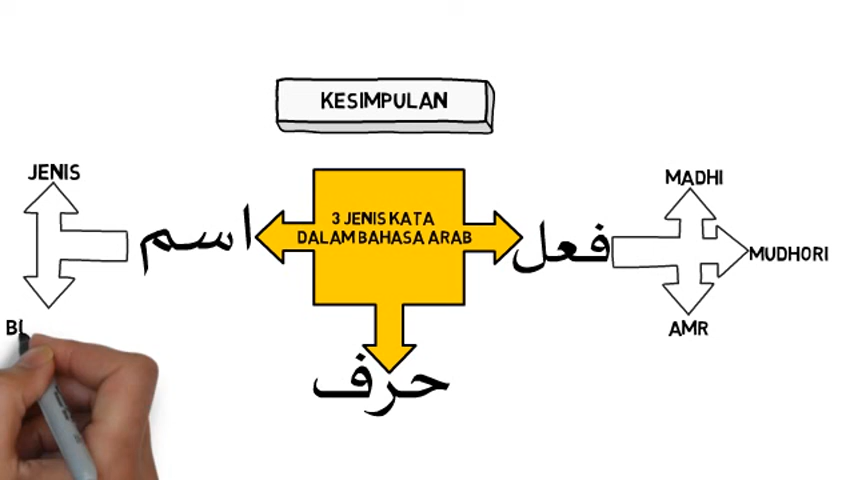 KESIMPULAN
JENIS
اسم
3 JENIS KATA
DALAM BAHASA ARAB
فعل
MADHI
MUDHORI
AMR
حرف